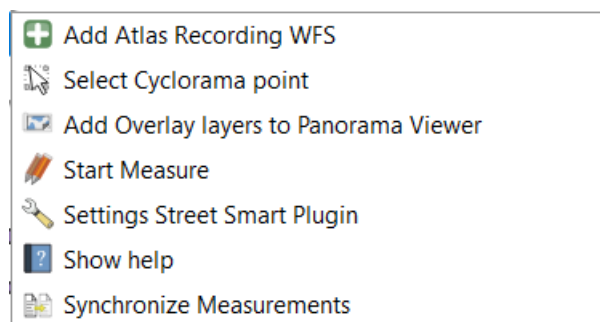 Add Atlas Recording WFS
Select Cyclorama point
Add Overlay layers to Panorama Viewer
Start Measure
Settings Street Smart Plugin
Show help
Synchronize Measurements